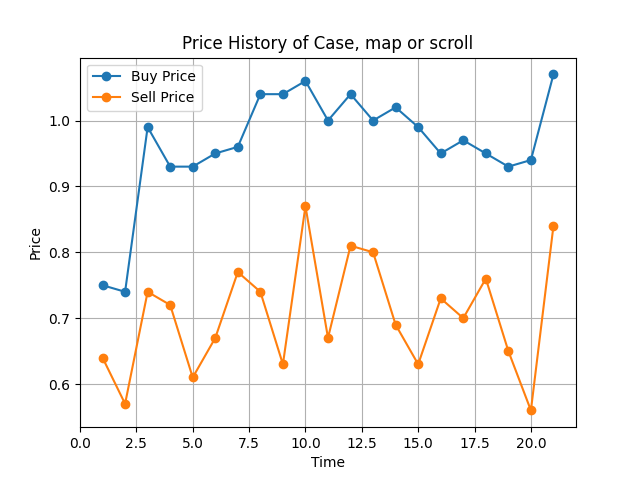 Price History of Case, map or scroll
Buy Price
Sell Price
1.0
0.9
0.8
0.7
0.6
Price
0.0 2.5 5.0 7.5 10.0 12.5 15.0 17.5 20.0
Time